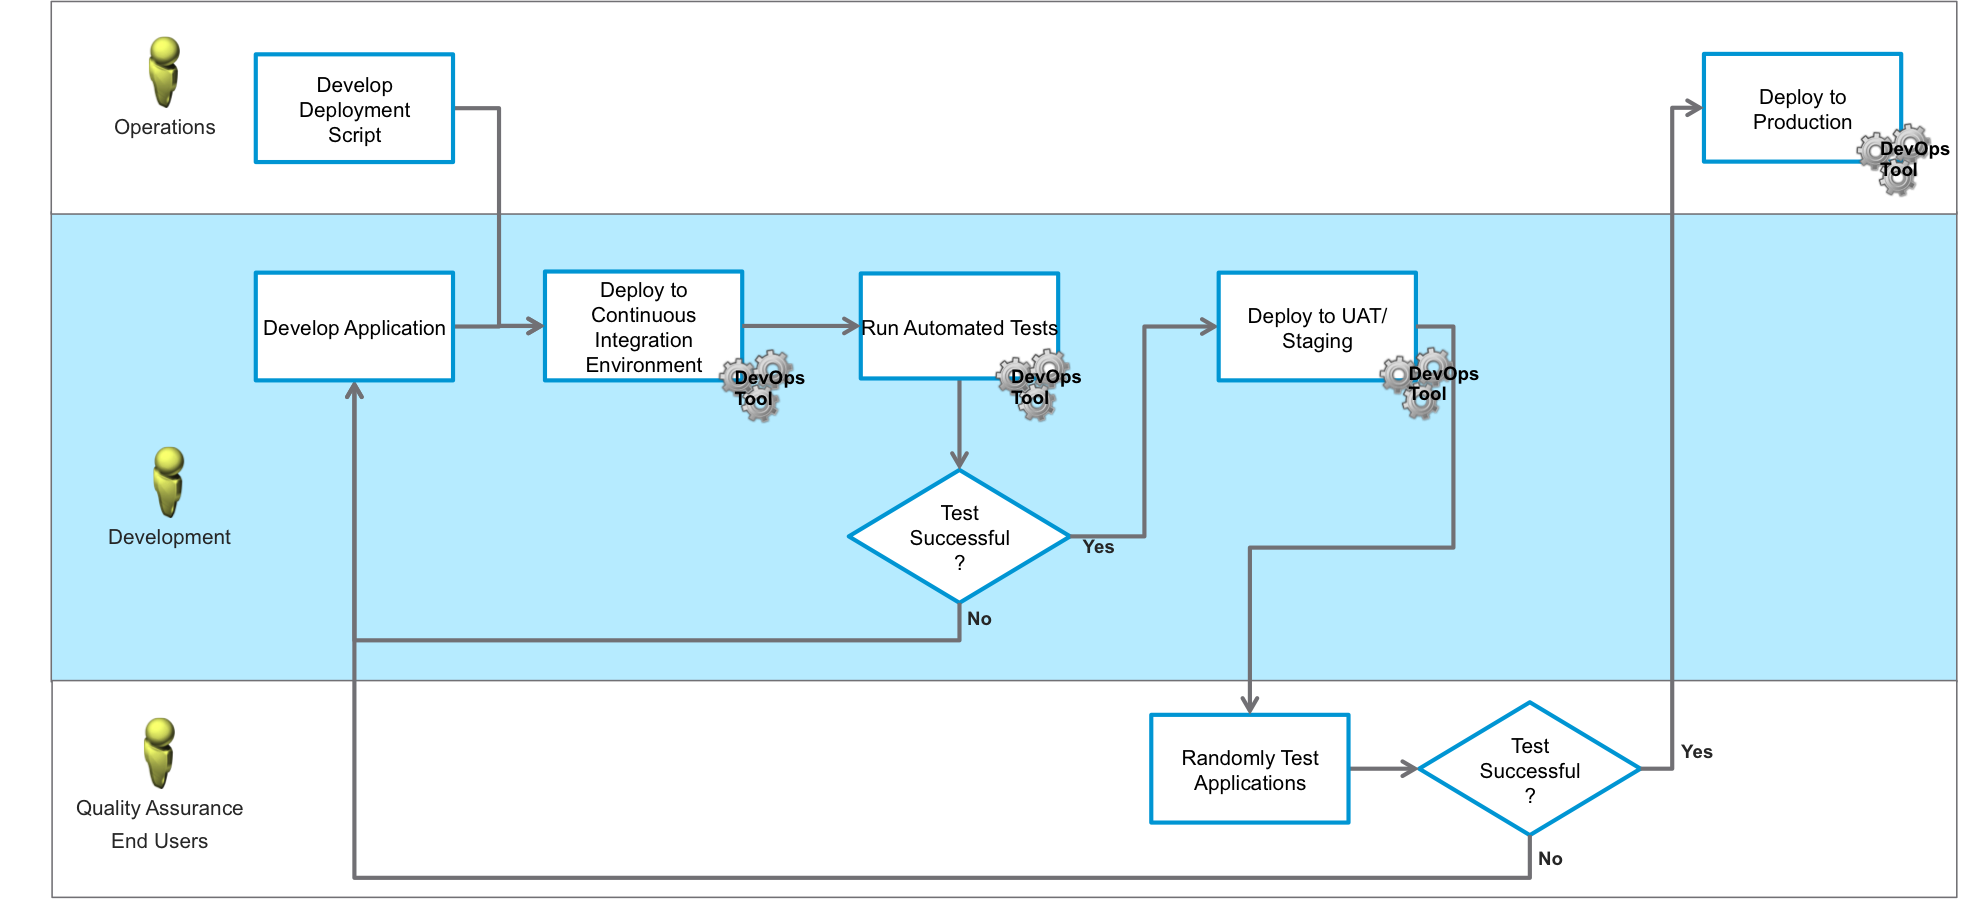 Operations
Develop
Deployment
Script
Deploy to
Production
DevOps
Tool
Development
Develop Application
Deploy to
Continuous
Integration
Environment
DevOps
Tool
Run Automated Tests
DevOps
Tool
Test
Successful
?
Yes
No
Deploy to UAT/
Staging
DevOps
Tool
Quality Assurance
End Users
Randomly Test
Applications
Test
Successful
?
Yes
No